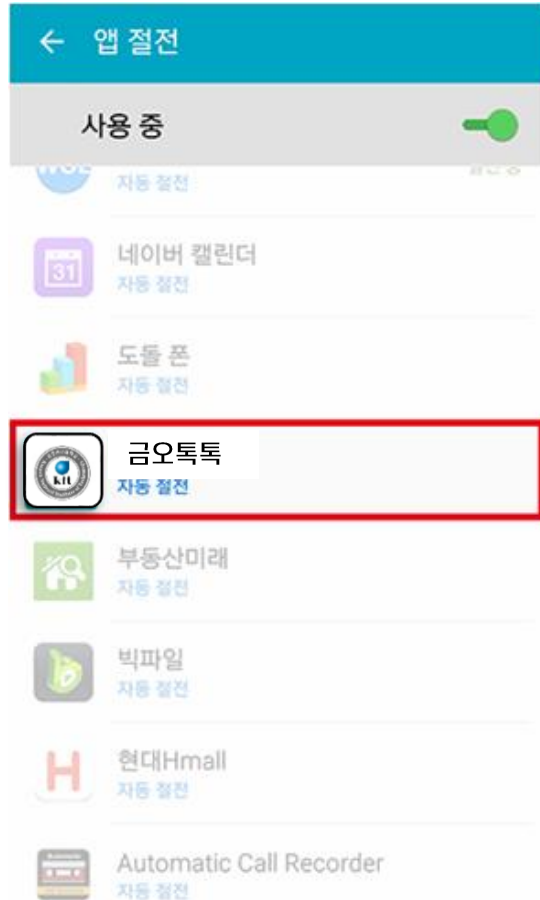 앱 절전
사용 중
자동 절전
네이버 캘린더
31
자동 절전
도돌 폰
자동 절전
금오톡톡
KIT
자동 절전
부동산미래
자동 절전
빅파일
자동 절전
현대Hmall
H
자동 절전
Automatic Call Recorder
자동 절전